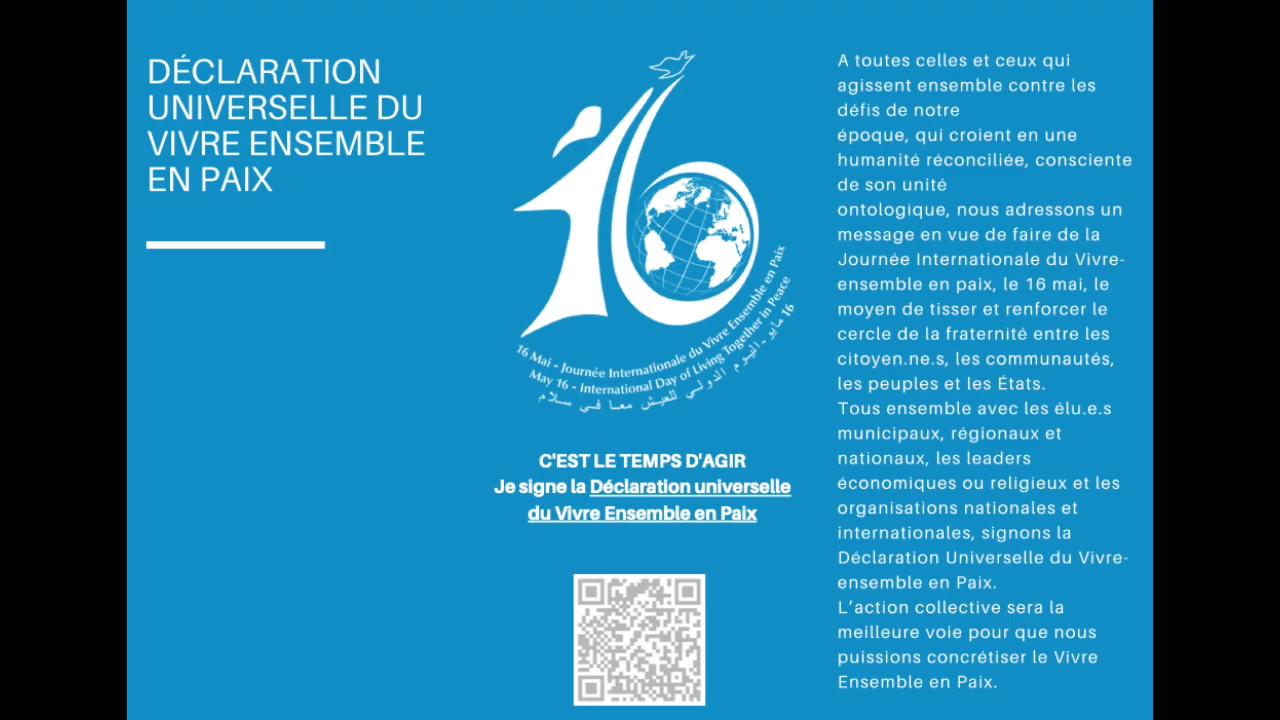 DÉCLARATION
UNIVERSELLE DU
VIVRE ENSEMBLE
EN PAIX
16
16 Mai - Journée Internationale du Vivre Ensemble en Paix
May 16 - International Day of Living Together in Peace
16 مايو - اليوم الدولي للعيش معا في سلام
C'EST LE TEMPS D'AGIR
Je signe la Déclaration universelle
du Vivre Ensemble en Paix
A toutes celles et ceux qui
agissent ensemble contre les
défis de notre
époque, qui croient en une
humanité réconciliée, consciente
de son unité
ontologique, nous adressons un
message en vue de faire de la
Journée Internationale du Vivre-
ensemble en paix, le 16 mai, le
moyen de tisser et renforcer le
cercle de la fraternité entre les
citoyen.ne.s, les communautés,
les peuples et les États.
Tous ensemble avec les élu.e.s
municipaux, régionaux et
nationaux, les leaders
économiques ou religieux et les
organisations nationales et
internationales, signons la
Déclaration Universelle du Vivre-
ensemble en Paix.
L’action collective sera la
meilleure voie pour que nous
puissions concrétiser le Vivre
Ensemble en Paix.